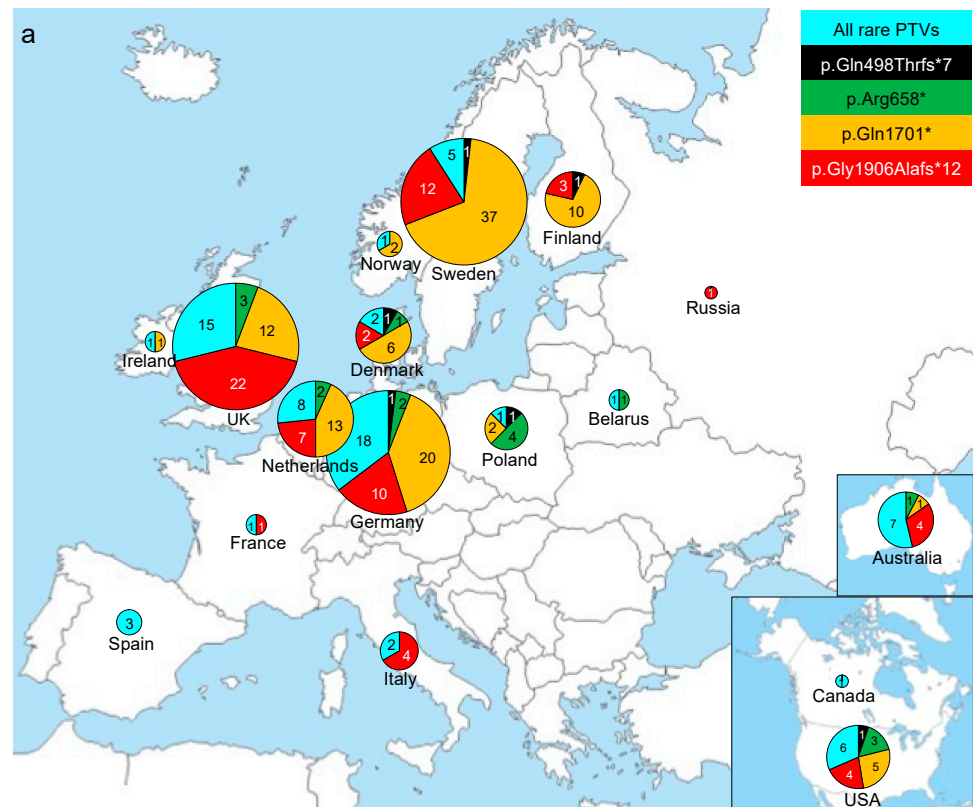 a
All rare PTVs
p.Gln498Thrfs*7
p.Arg658*
p.Gln1701*
p.Gly1906Alafs*12
5
1
12
37
Sweden
3
1
10
Finland
1
2
Norway
1
Russia
15
3
12
22
UK
1
1
Ireland
2
1
1
2
6
Denmark
8
2
13
7
Netherlands
18
1
2
20
10
Germany
1
1
2
4
Poland
1
1
Belarus
1
1
France
3
Spain
2
4
Italy
1
1
7
4
Australia
Canada
6
1
3
4
5
USA